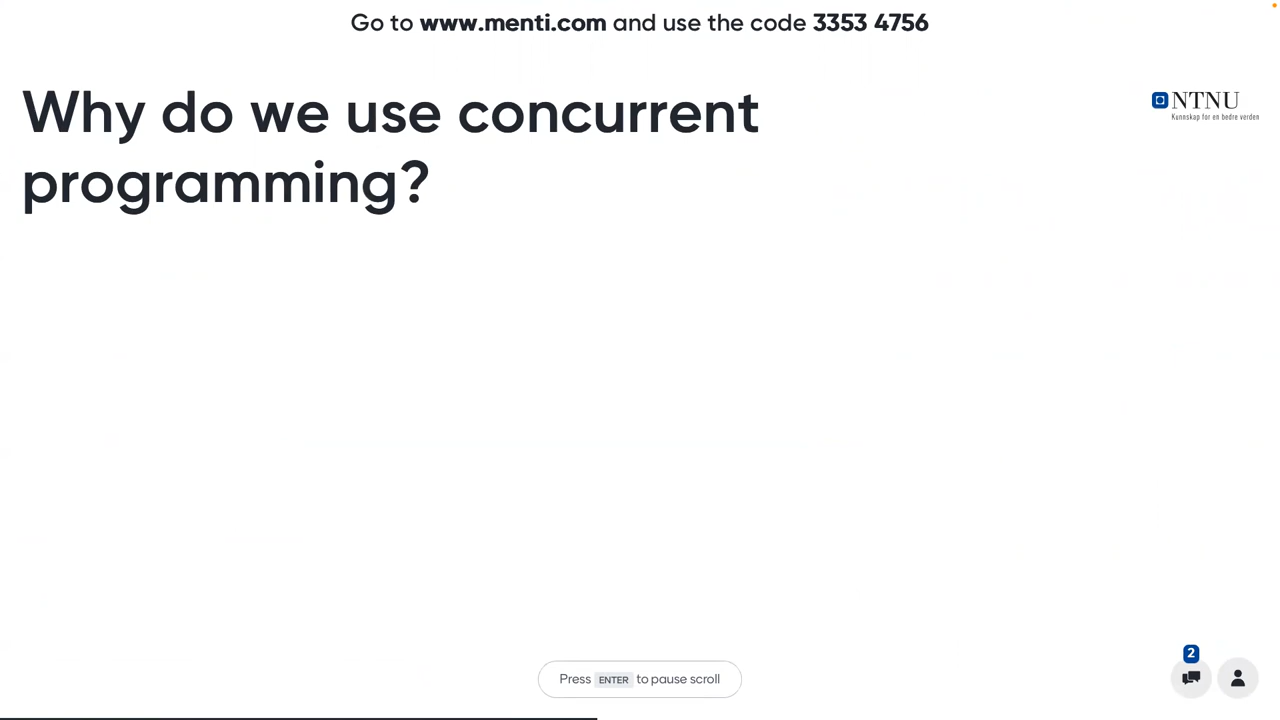 Go to www.menti.com and use the code 3353 4756
Why do we use concurrent
programming?
NTNU
Kunnskap for en bedre verden
2
Press ENTER to pause scroll